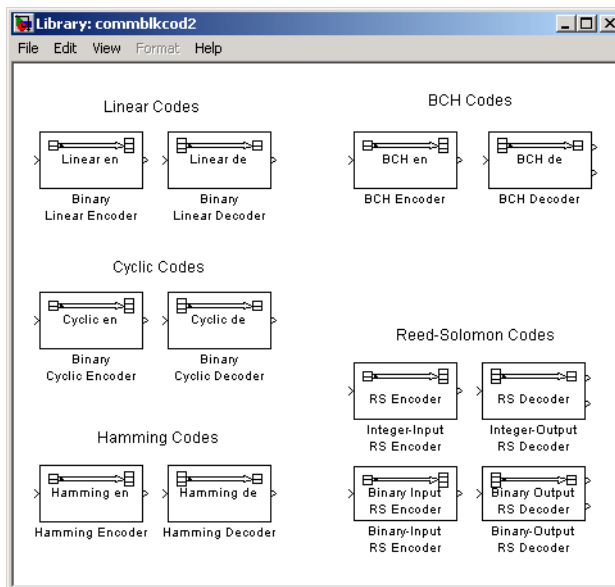 Library: commblkcod2
File Edit View Format Help
Linear Codes
Linear en
Linear de
Binary
Linear Encoder
Binary
Linear Decoder
BCH Codes
BCH en
BCH de
BCH Encoder
BCH Decoder
Cyclic Codes
Cyclic en
Cyclic de
Binary
Cyclic Encoder
Binary
Cyclic Decoder
Reed-Solomon Codes
RS Encoder
RS Decoder
Integer-Input
RS Encoder
Integer-Output
RS Decoder
Hamming Codes
Hamming en
Hamming de
Hamming Encoder
Hamming Decoder
Binary Input
RS Encoder
Binary Output
RS Decoder
Binary-Input
RS Encoder
Binary-Output
RS Decoder